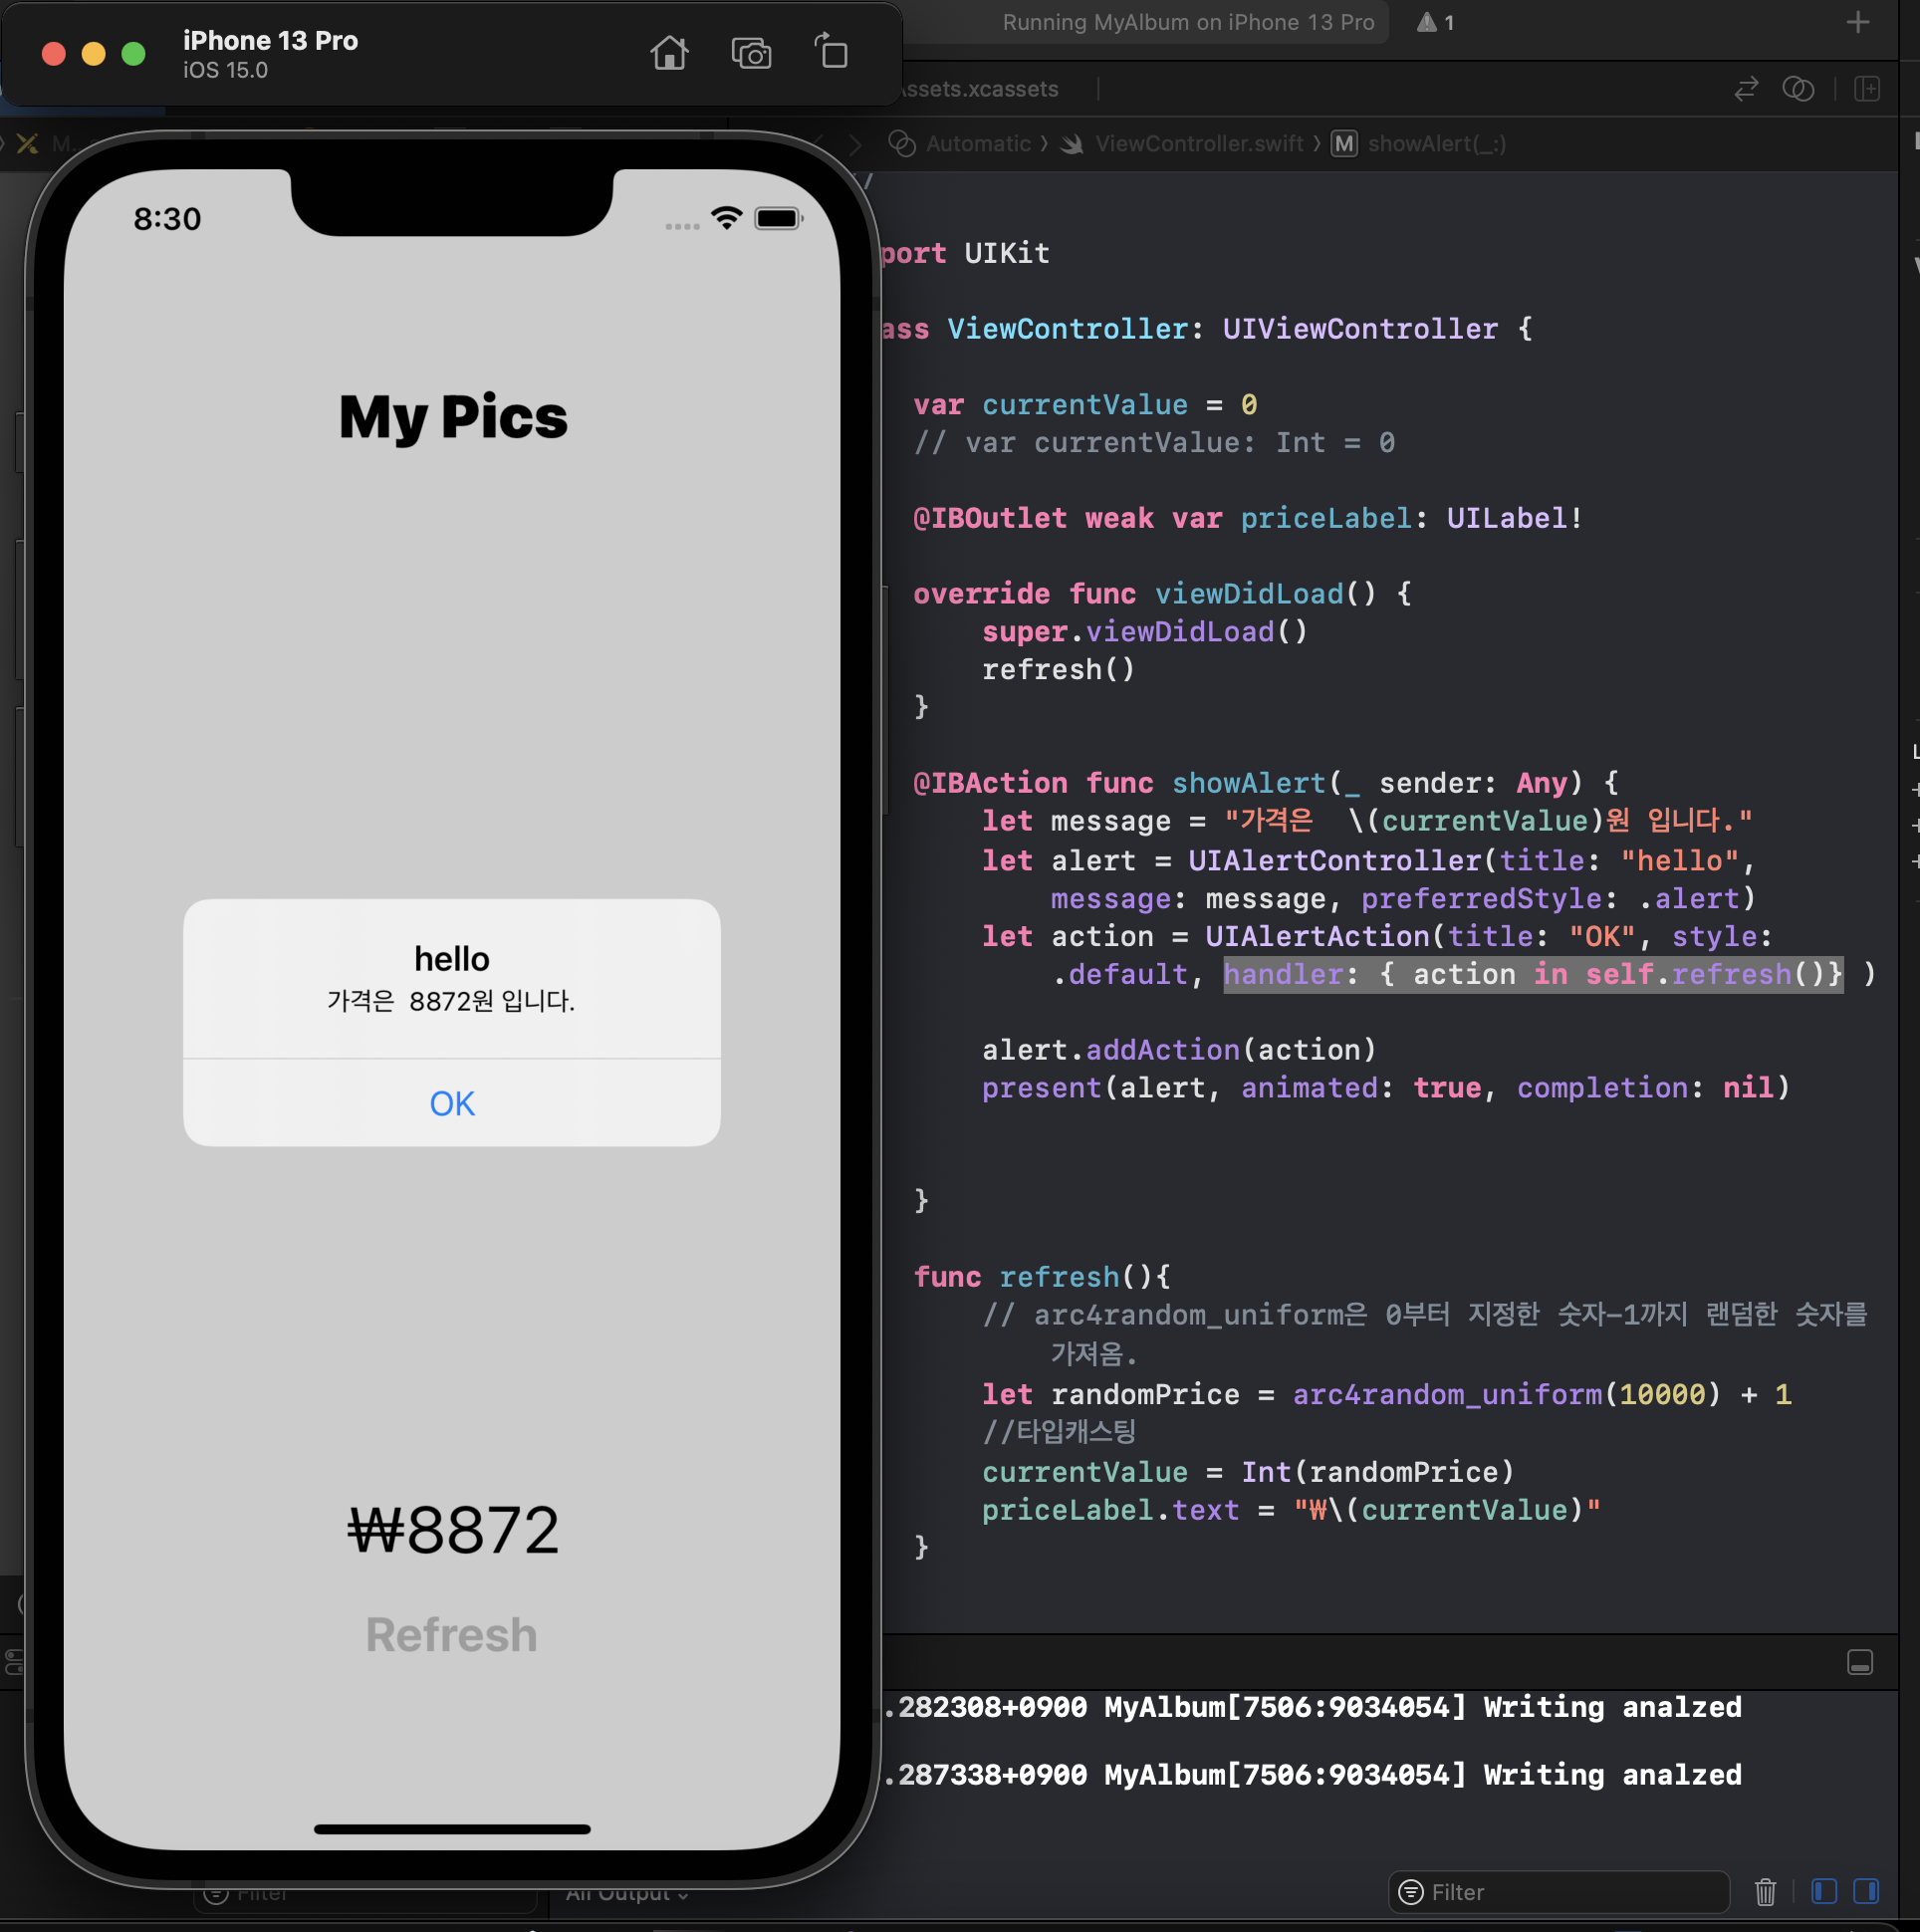 iPhone 13 Pro
iOS 15.0
Running MyAlbum on iPhone 13 Pro
1
Assets.xcassets
M.
Automatic
ViewController.swift
M
showAlert(_:)
8:30
My Pics
hello
가격은  8872원 입니다.
OK
₩8872
Refresh
/
port UIKit
ass ViewController: UIViewController {
var currentValue = 0
// var currentValue: Int = 0
@IBOutlet weak var priceLabel: UILabel!
override func viewDidLoad() {
super.viewDidLoad()
refresh()
}
@IBAction func showAlert(_ sender: Any) {
let message = "가격은  \(currentValue)원 입니다."
let alert = UIAlertController(title: "hello",
message: message, preferredStyle: .alert)
let action = UIAlertAction(title: "OK", style:
.default, handler: { action in self.refresh()} )
alert.addAction(action)
present(alert, animated: true, completion: nil)
}
func refresh(){
// arc4random_uniform은 0부터 지정한 숫자-1까지 랜덤한 숫자를
가져옴.
let randomPrice = arc4random_uniform(10000) + 1
//타입캐스팅
currentValue = Int(randomPrice)
priceLabel.text = "₩\(currentValue)"
}
.282308+0900 MyAlbum[7506:9034054] Writing analzed
.287338+0900 MyAlbum[7506:9034054] Writing analzed
Filter
All Output
Filter